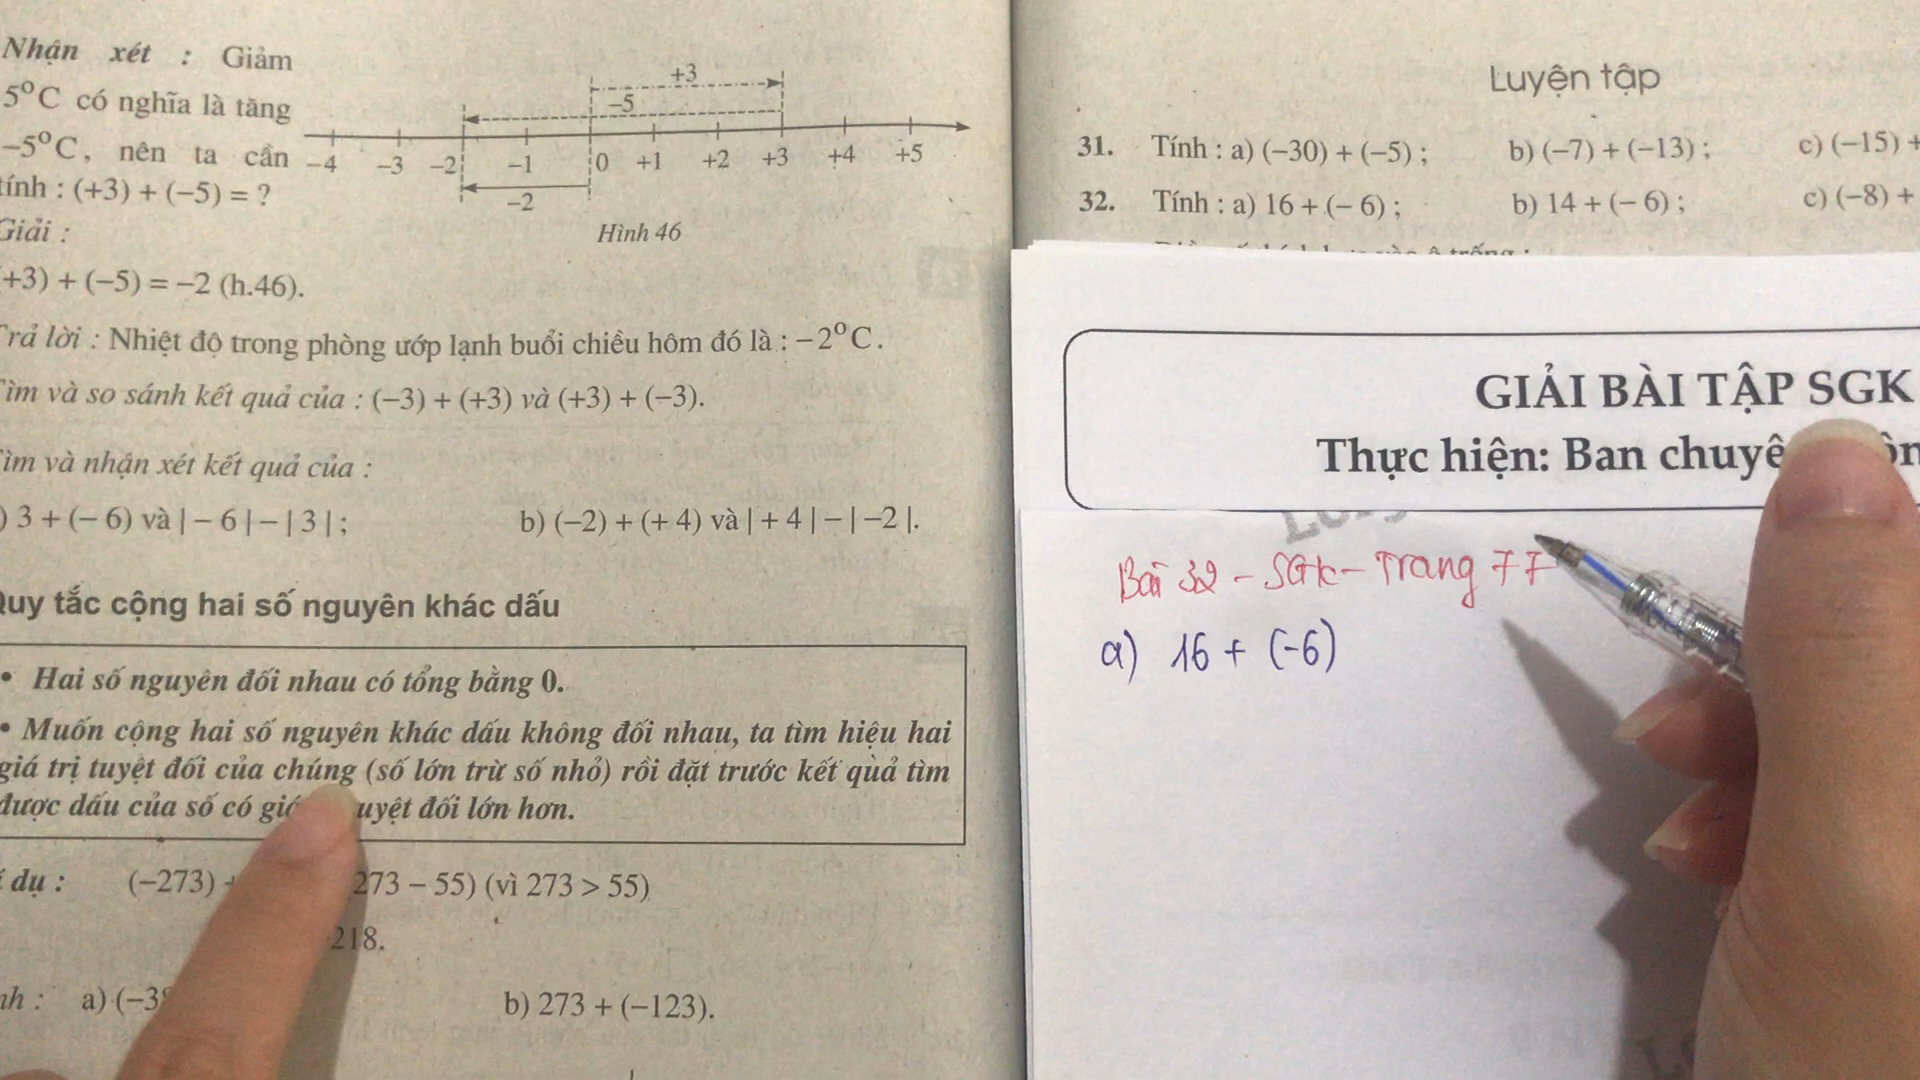 Nhận xét : Giảm
5°C có nghĩa là tăng
−5°C, nên ta cần
tính : (+3) + (−5) = ?
Giải :
+3
−5
−4 −3 −2 −1 0 +1 +2 +3 +4 +5
−2
Hình 46
+3) + (−5) = −2 (h.46).
Trả lời : Nhiệt độ trong phòng ướp lạnh buổi chiều hôm đó là : −2°C.
Tìm và so sánh kết quả của : (−3) + (+3) và (+3) + (−3).
Tìm và nhận xét kết quả của :
) 3 + (− 6) và | − 6 | − | 3 | ; b) (−2) + (+ 4) và | + 4 | − | −2 |.
Quy tắc cộng hai số nguyên khác dấu
• Hai số nguyên đối nhau có tổng bằng 0.
• Muốn cộng hai số nguyên khác dấu không đối nhau, ta tìm hiệu hai
giá trị tuyệt đối của chúng (số lớn trừ số nhỏ) rồi đặt trước kết quả tìm
được dấu của số có giá uyệt đối lớn hơn.
dụ : (−273) + 273 − 55) (vì 273 > 55)
218.
nh : a) (−38 b) 273 + (−123).
Luyện tập
31. Tính : a) (−30) + (−5) ; b) (−7) + (−13) ; c) (−15) +
32. Tính : a) 16 + (− 6) ; b) 14 + (− 6) ; c) (−8) +
GIẢI BÀI TẬP SGK
Thực hiện: Ban chuyê ôn
Bài 32 - SGK - Trang 77
a) 16 + (-6)